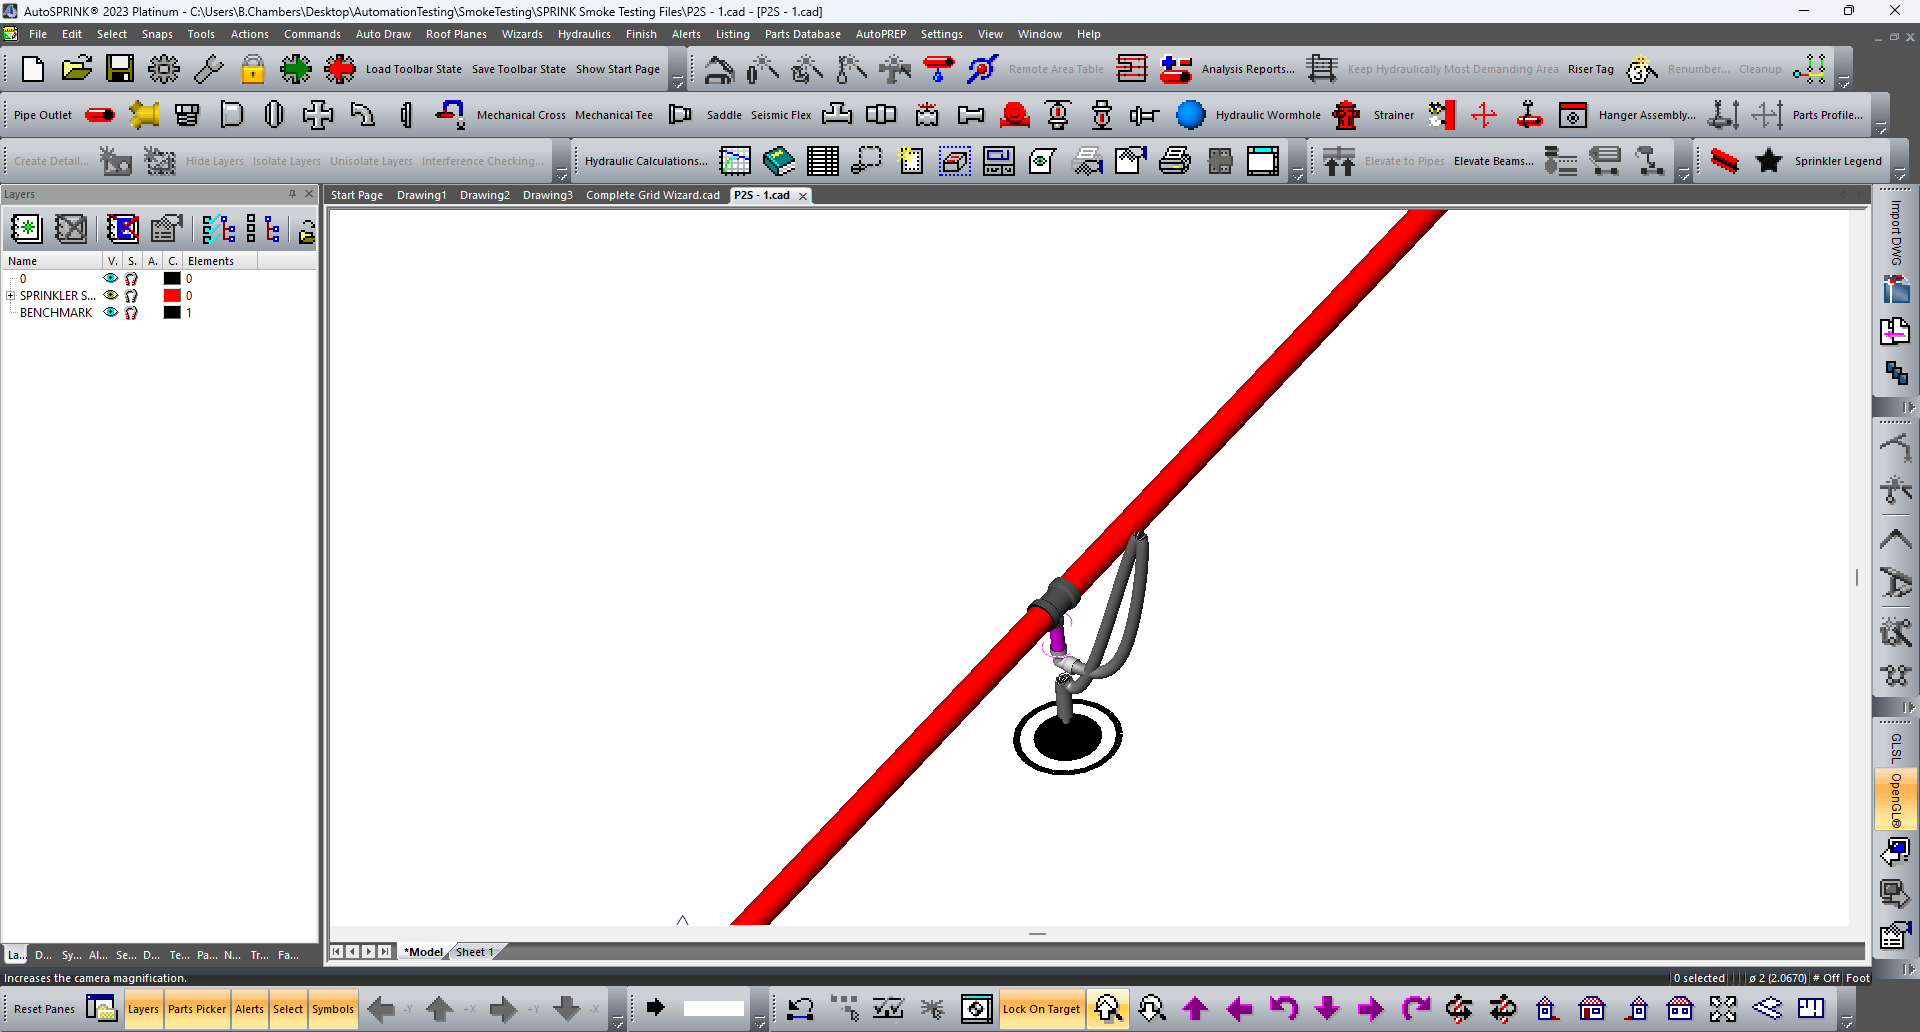 AutoSPRINK® 2023 Platinum - C:\Users\B.Chambers\Desktop\AutomationTesting\SmokeTesting\SPRINK Smoke Testing Files\P2S - 1.cad - [P2S - 1.cad]
File Edit Select Snaps Tools Actions Commands Auto Draw Roof Planes Wizards Hydraulics Finish Alerts Listing Parts Database AutoPREP Settings View Window Help
Load Toolbar State Save Toolbar State Show Start Page Remote Area Table Analysis Reports... Keep Hydraulically Most Demanding Area Riser Tag Renumber... Cleanup
Pipe Outlet Mechanical Cross Mechanical Tee Saddle Seismic Flex Hydraulic Wormhole Strainer Hanger Assembly... Parts Profile...
Create Detail... Hide Layers Isolate Layers Unisolate Layers Interference Checking... Hydraulic Calculations... Elevate to Pipes Elevate Beams... Sprinkler Legend
Layers
Start Page Drawing1 Drawing2 Drawing3 Complete Grid Wizard.cad P2S - 1.cad
Import DWG
Name V. S. A. C. Elements
0 0
SPRINKLER S... 0
BENCHMARK 1
GLSL
OpenGL®
La... D... Sy... Al... Se... D... Te... Pa... N... Tr... Fa...
*Model Sheet 1
Increases the camera magnification.
0 selected ø 2 (2.0670) # Off Foot
Reset Panes Layers Parts Picker Alerts Select Symbols -Y +X +Y -X Lock On Target